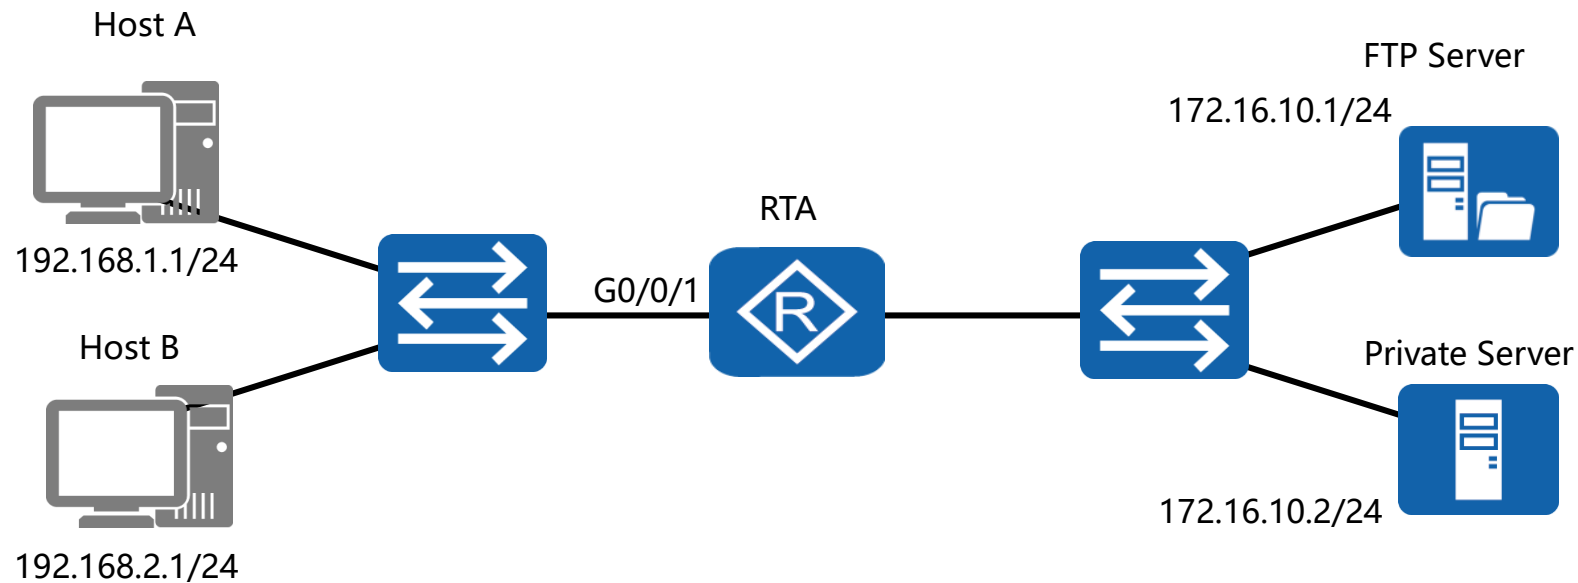 Host A
192.168.1.1/24
Host B
192.168.2.1/24
G0/0/1
RTA
R
FTP Server
172.16.10.1/24
Private Server
172.16.10.2/24